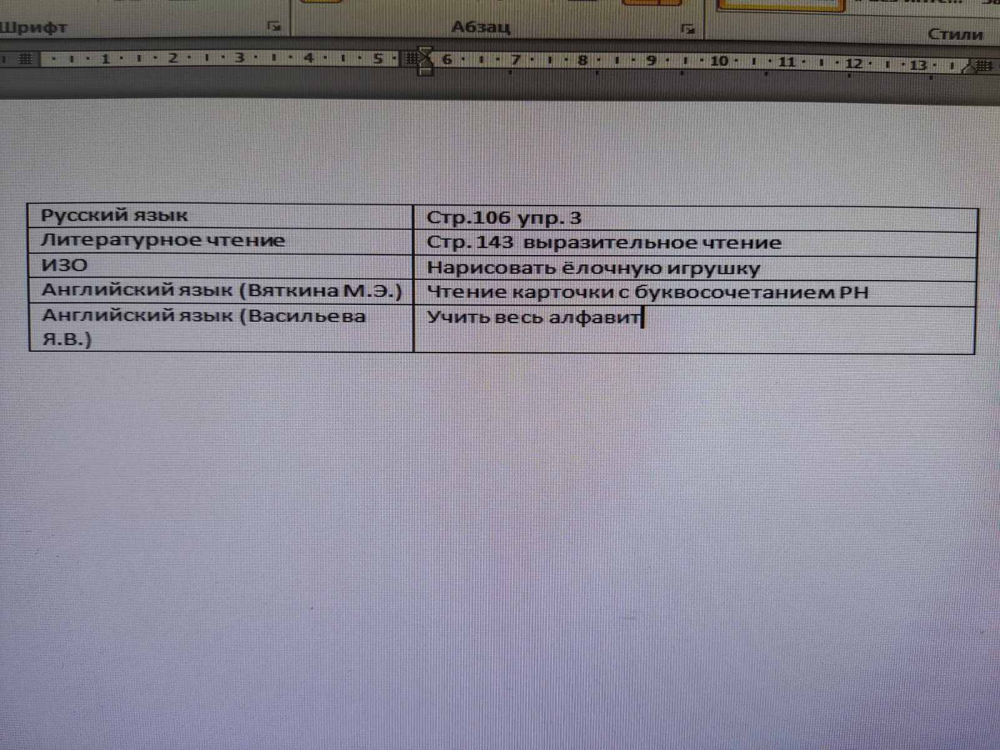 Шрифт Абзац Стили
1 2 3 4 5 6 7 8 9 10 11 12 13
Русский язык Стр.106 упр. 3
Литературное чтение Стр. 143 выразительное чтение
ИЗО Нарисовать ёлочную игрушку
Английский язык (Вяткина М.Э.) Чтение карточки с буквосочетанием PH
Английский язык (Васильева Учить весь алфавит
Я.В.)